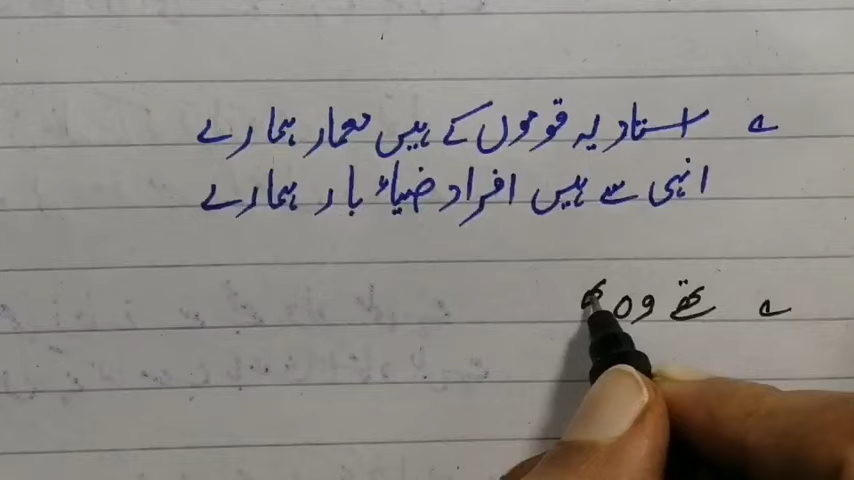 استاد یہ قوموں کے ہیں معمار ہمارے
انہی سے ہیں افراد ضیاء بار ہمارے
تھے وہ